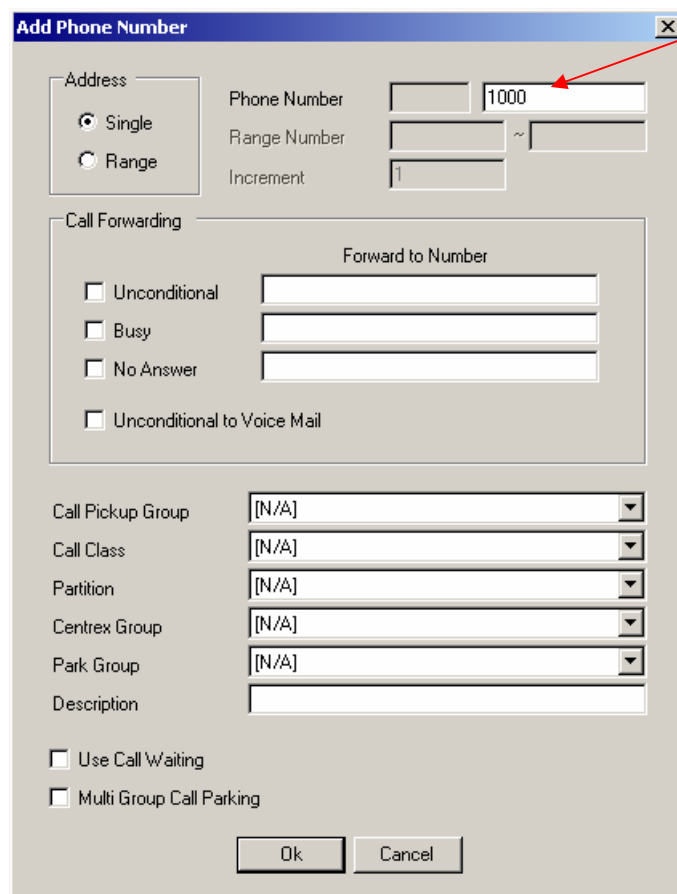 Add Phone Number
Address
Single
Range
Phone Number 1000
Range Number ~
Increment 1
Call Forwarding
Forward to Number
Unconditional
Busy
No Answer
Unconditional to Voice Mail
Call Pickup Group [N/A]
Call Class [N/A]
Partition [N/A]
Centrex Group [N/A]
Park Group [N/A]
Description
Use Call Waiting
Multi Group Call Parking
Ok Cancel